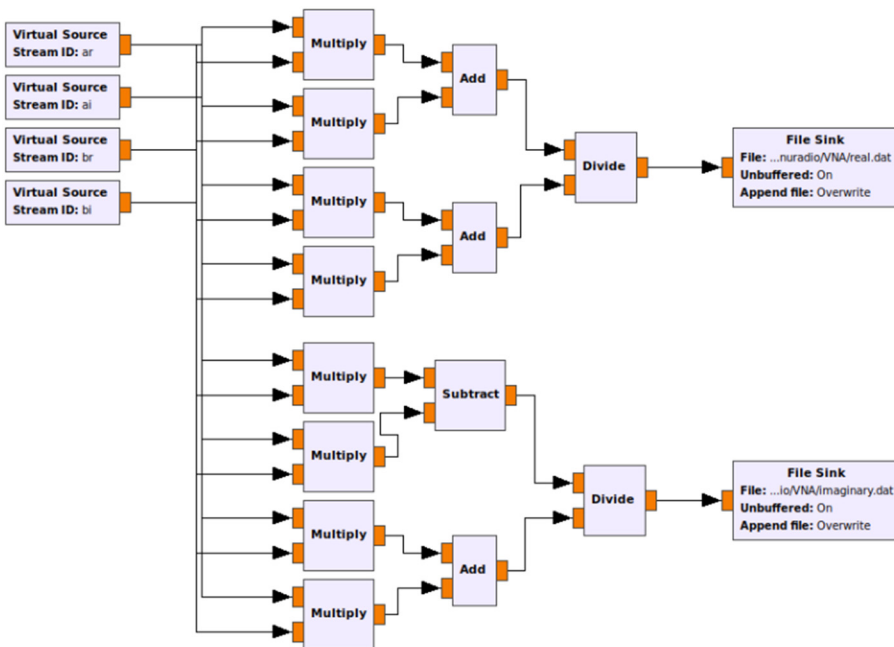 Virtual Source
Stream ID: ar
Virtual Source
Stream ID: ai
Virtual Source
Stream ID: br
Virtual Source
Stream ID: bi
Multiply
Multiply
Multiply
Multiply
Add
Add
Divide
File Sink
File: ...nuradio/VNA/real.dat
Unbuffered: On
Append file: Overwrite
Multiply
Multiply
Multiply
Multiply
Subtract
Add
Divide
File Sink
File: ...io/VNA/imaginary.dat
Unbuffered: On
Append file: Overwrite